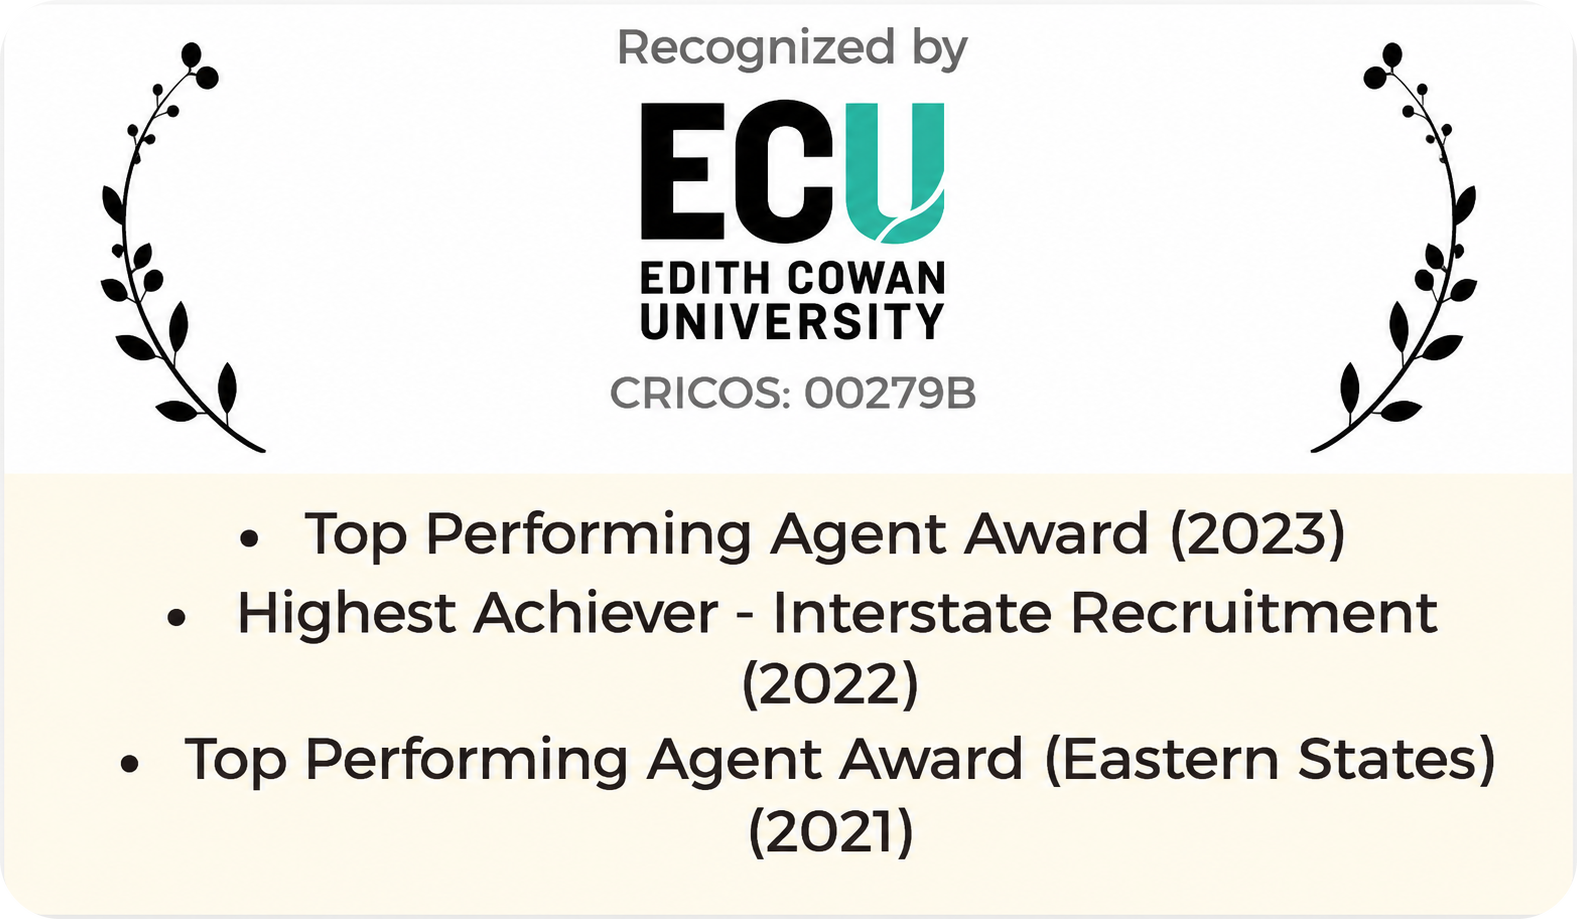 Recognized by
ECU
EDITH COWAN
UNIVERSITY
CRICOS: 00279B
• Top Performing Agent Award (2023)
• Highest Achiever - Interstate Recruitment
(2022)
• Top Performing Agent Award (Eastern States)
(2021)